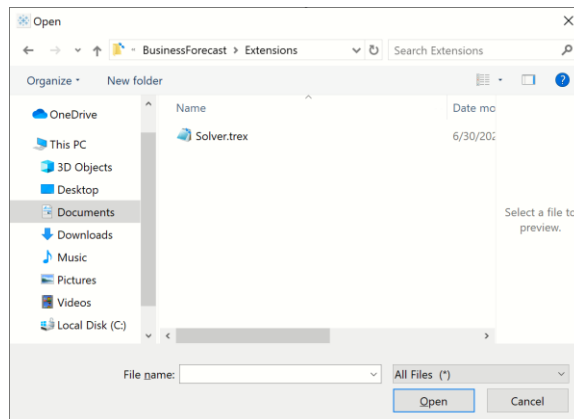 Open
BusinessForecast > Extensions
Search Extensions
Organize
New folder
?
OneDrive
This PC
3D Objects
Desktop
Documents
Downloads
Music
Pictures
Videos
Local Disk (C:)
Name
Date mo
Solver.trex
6/30/202
Select a file to
preview.
File name:
All Files (*)
Open
Cancel